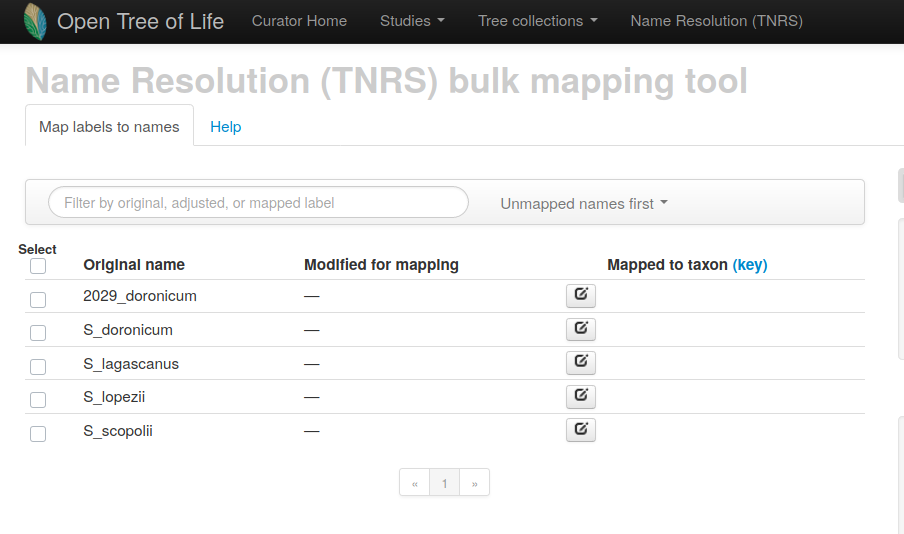 Open Tree of Life Curator Home Studies Tree collections Name Resolution (TNRS)
Name Resolution (TNRS) bulk mapping tool
Map labels to names Help
Filter by original, adjusted, or mapped label Unmapped names first
Select
Original name Modified for mapping Mapped to taxon (key)
2029_doronicum —
S_doronicum —
S_lagascanus —
S_lopezii —
S_scopolii —
« 1 »